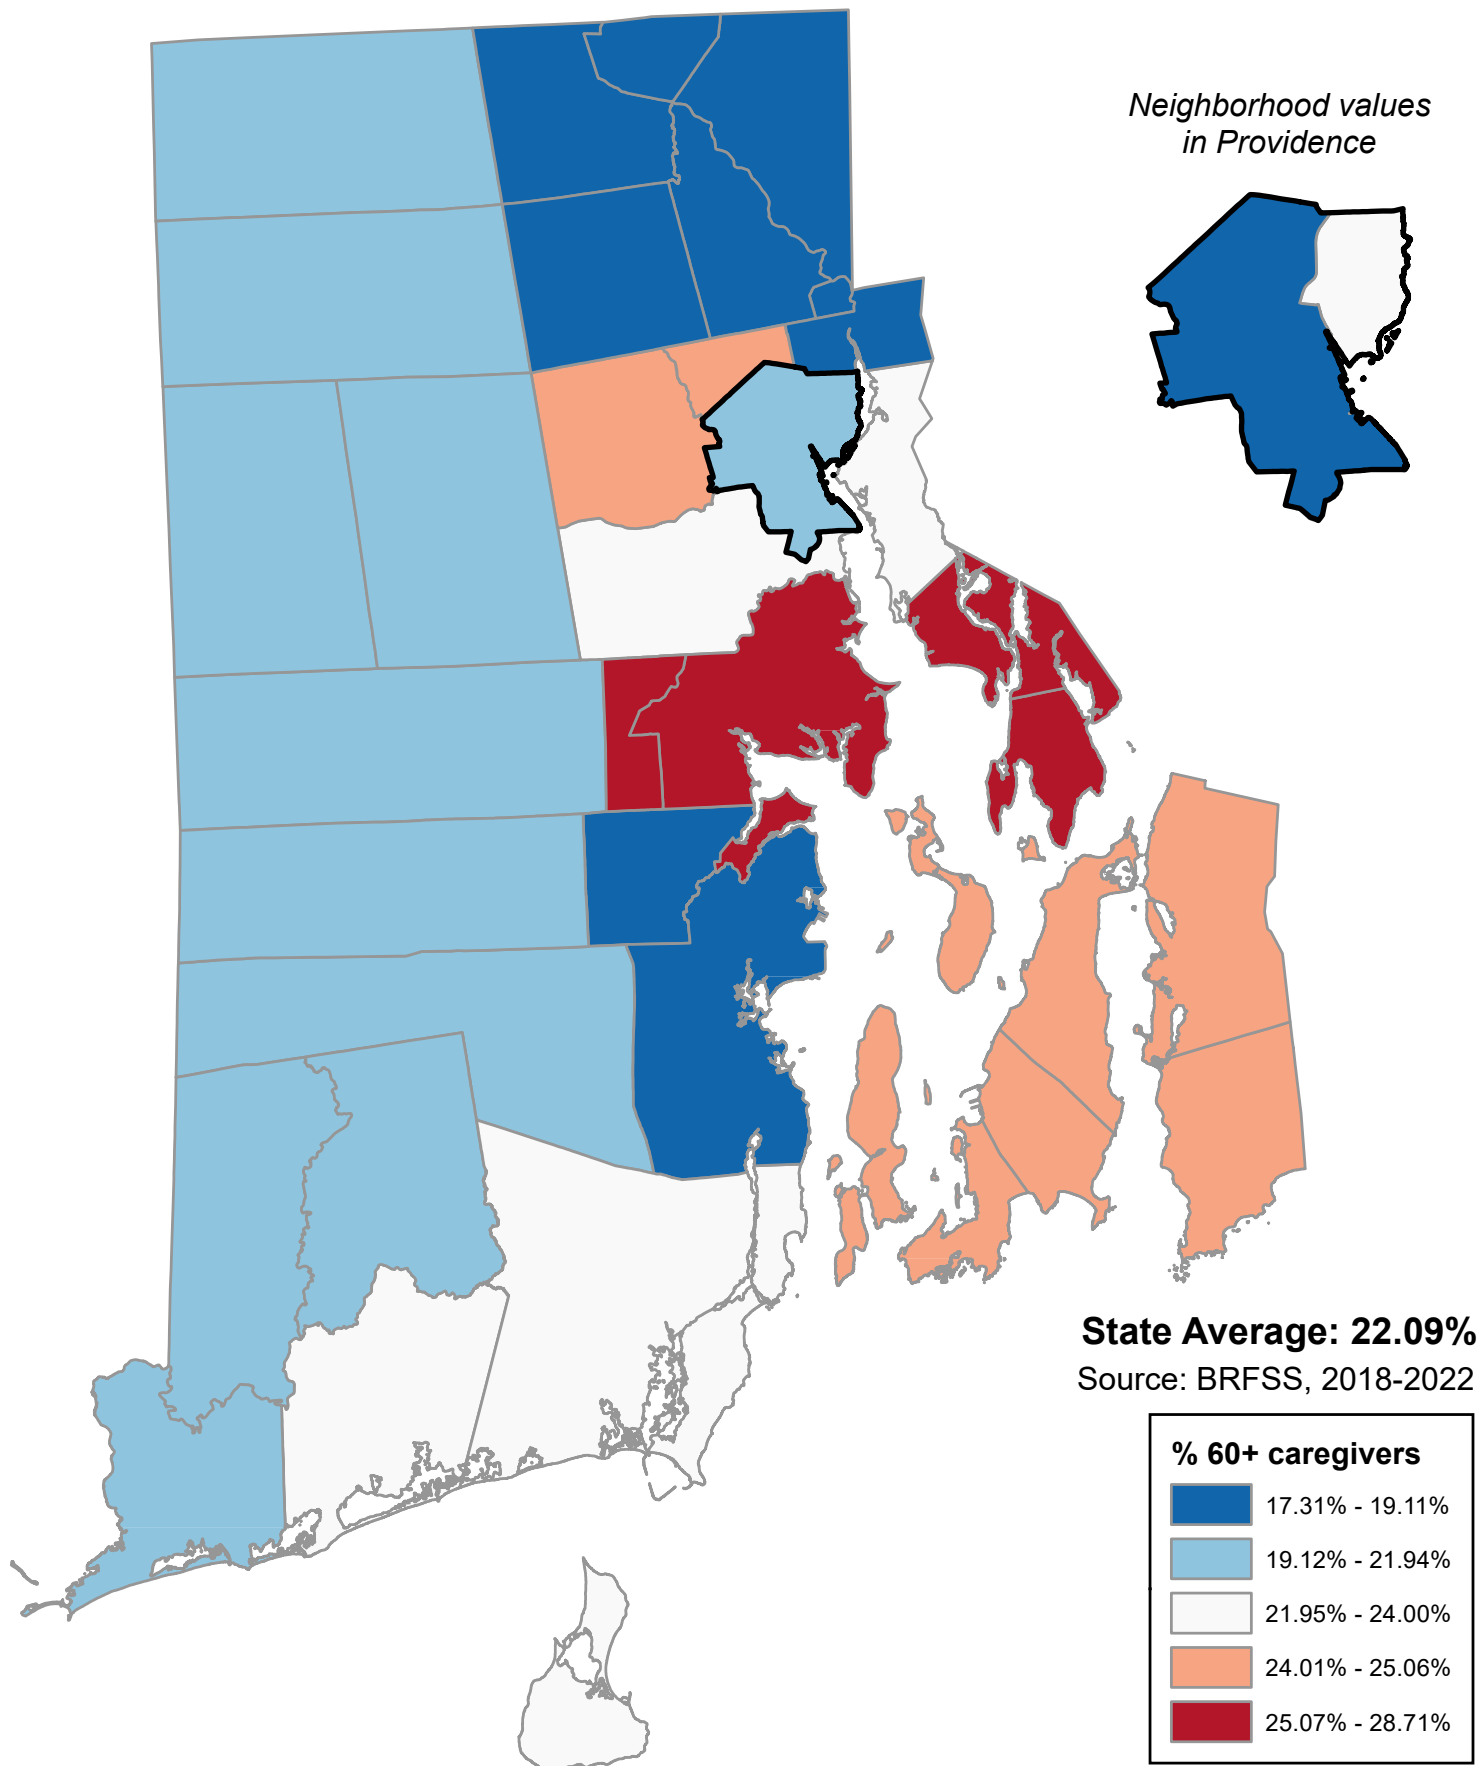 Neighborhood values
in Providence
State Average: 22.09%
Source: BRFSS, 2018-2022
% 60+ caregivers
17.31% - 19.11%
19.12% - 21.94%
21.95% - 24.00%
24.01% - 25.06%
25.07% - 28.71%